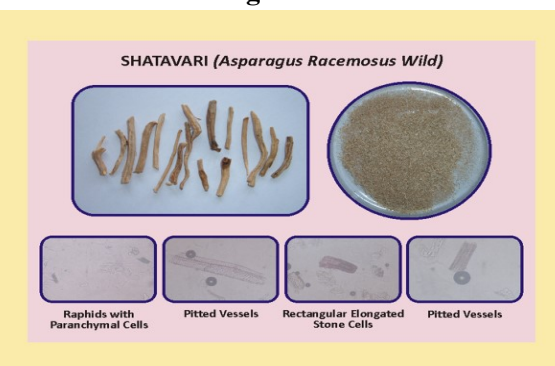 SHATAVARI (Asparagus Racemosus Wild)
Raphids with
Paranchymal Cells
Pitted Vessels
Rectangular Elongated
Stone Cells
Pitted Vessels